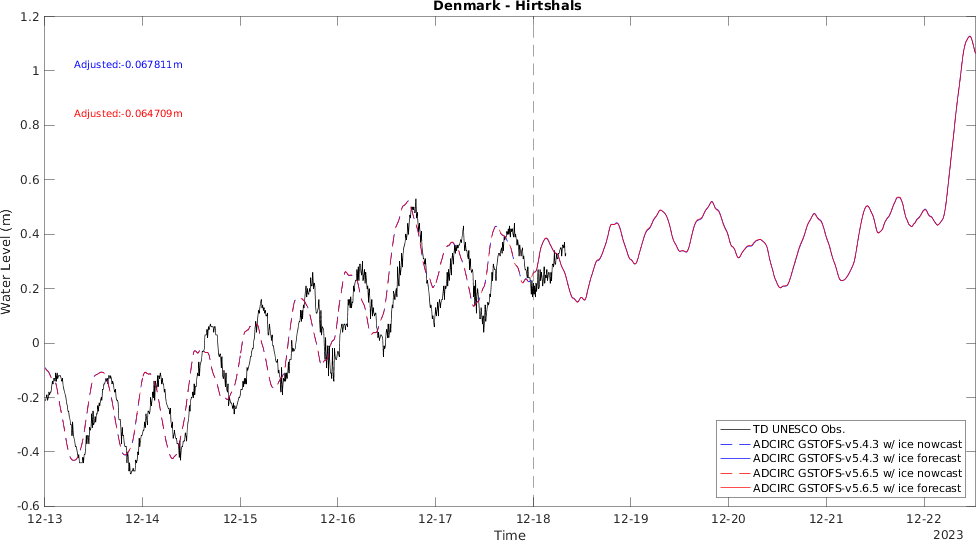 Denmark - Hirtshals
1.2
1
0.8
0.6
0.4
0.2
0
-0.2
-0.4
-0.6
Water Level (m)
Adjusted:-0.067811m
Adjusted:-0.064709m
TD UNESCO Obs.
ADCIRC GSTOFS-v5.4.3 w/ ice nowcast
ADCIRC GSTOFS-v5.4.3 w/ ice forecast
ADCIRC GSTOFS-v5.6.5 w/ ice nowcast
ADCIRC GSTOFS-v5.6.5 w/ ice forecast
12-13 12-14 12-15 12-16 12-17 12-18 12-19 12-20 12-21 12-22
Time
2023